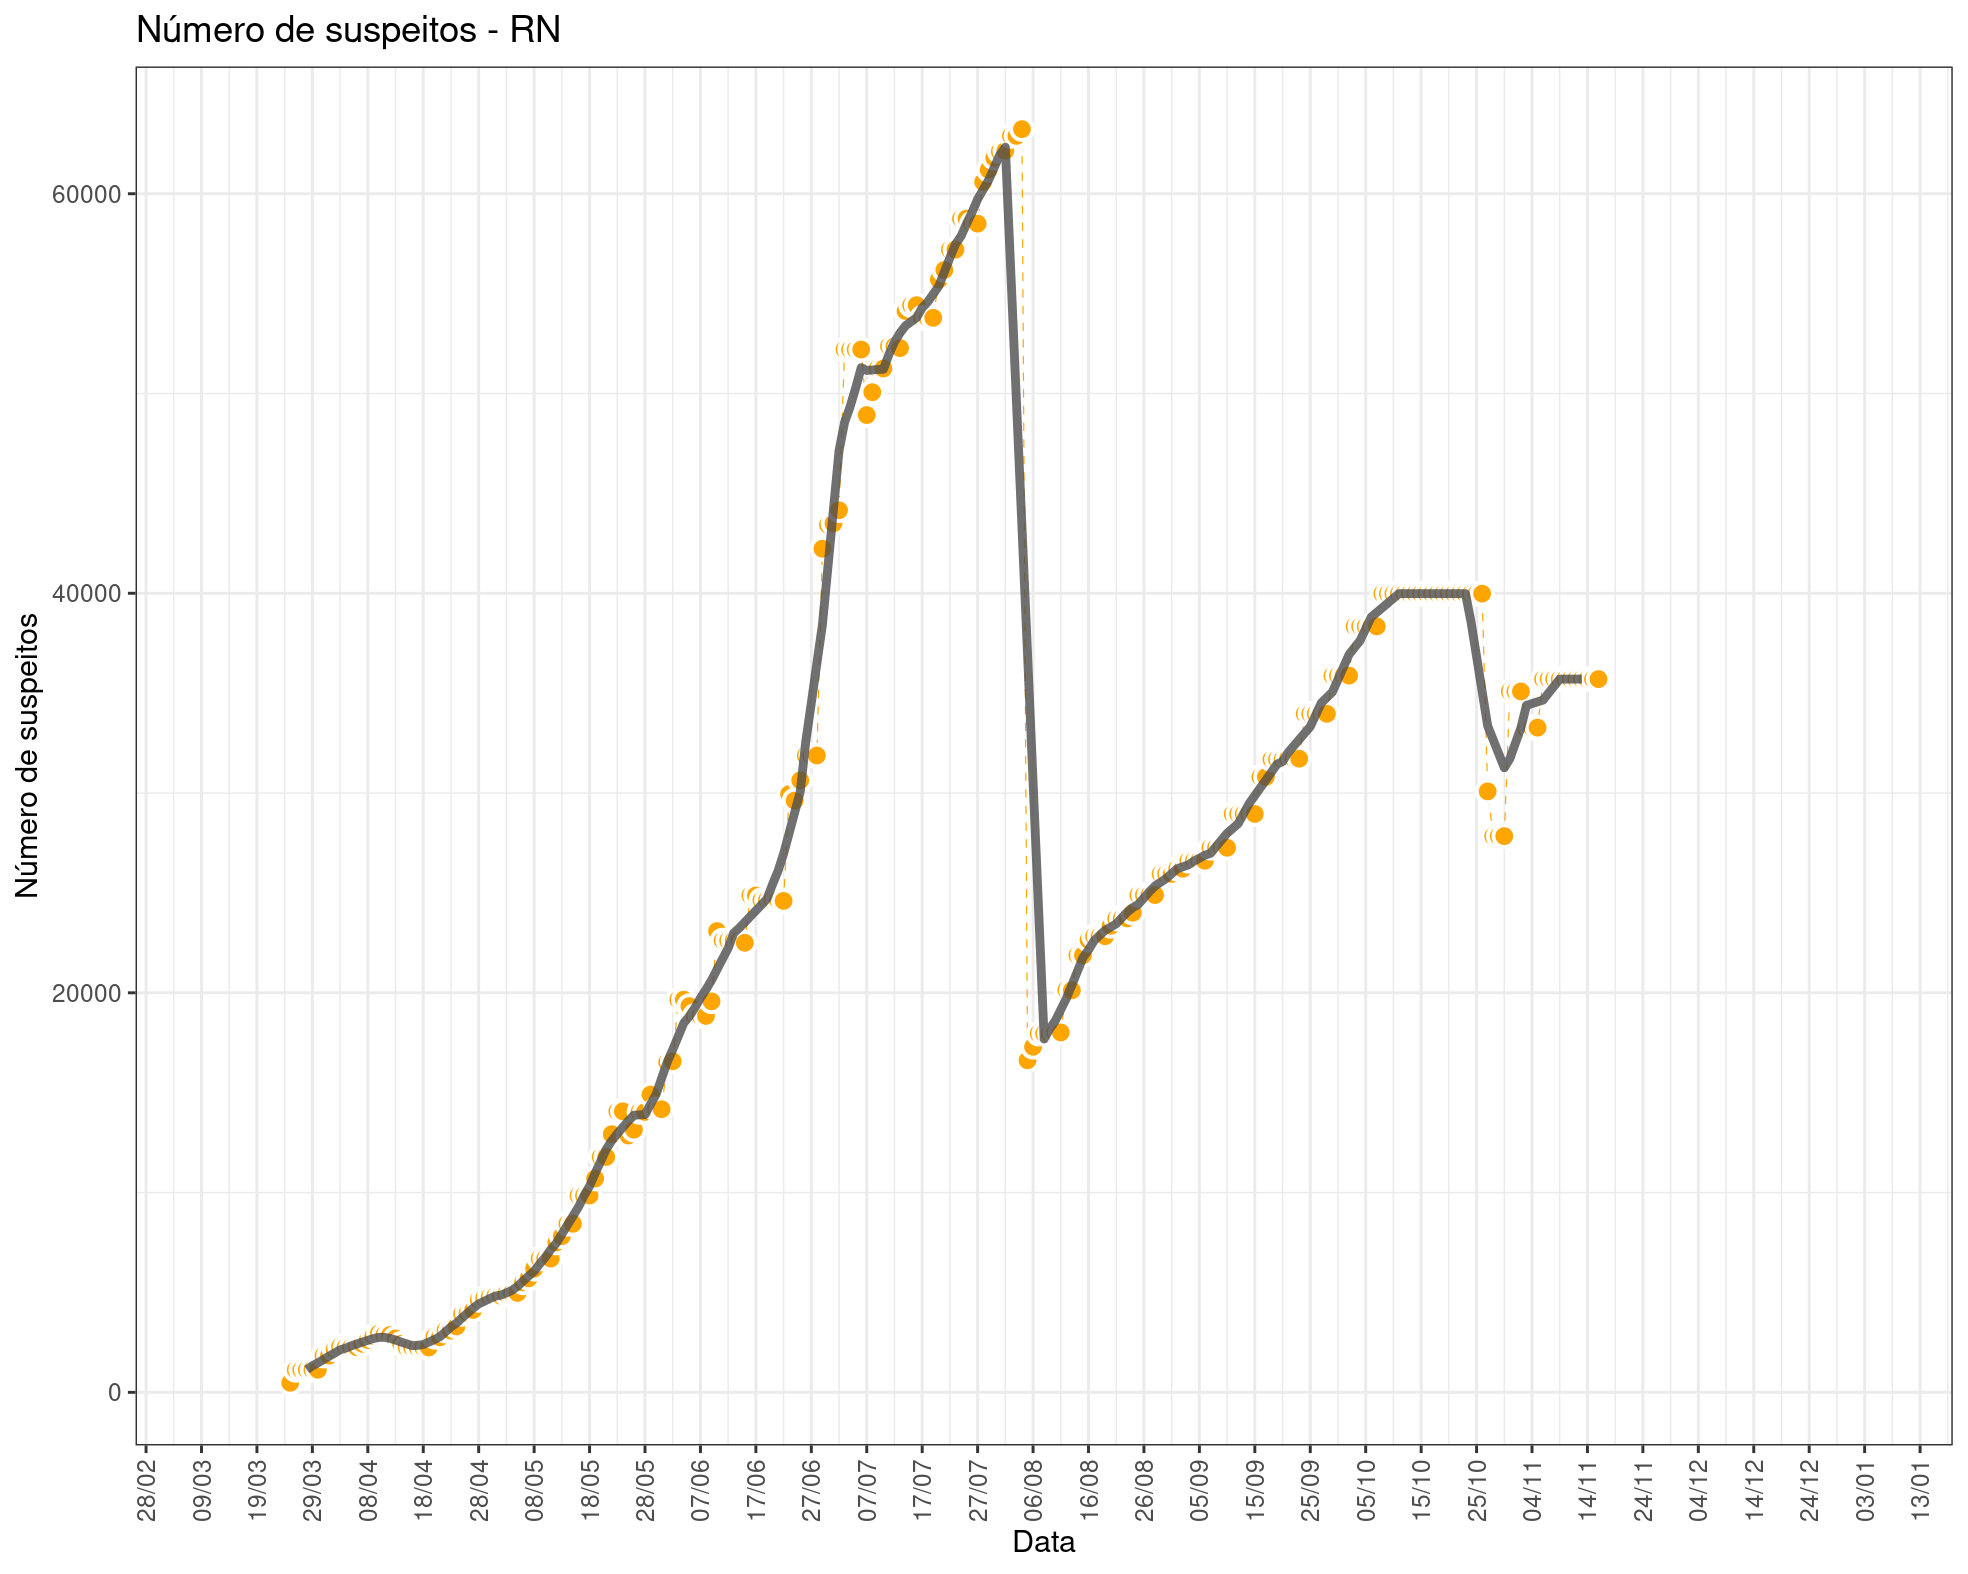 Número de suspeitos - RN
Número de suspeitos
60000
40000
20000
0
28/02 09/03 19/03 29/03 08/04 18/04 28/04 08/05 18/05 28/05 07/06 17/06 27/06 07/07 17/07 27/07 06/08 16/08 26/08 05/09 15/09 25/09 05/10 15/10 25/10 04/11 14/11 24/11 04/12 14/12 24/12 03/01 13/01
Data